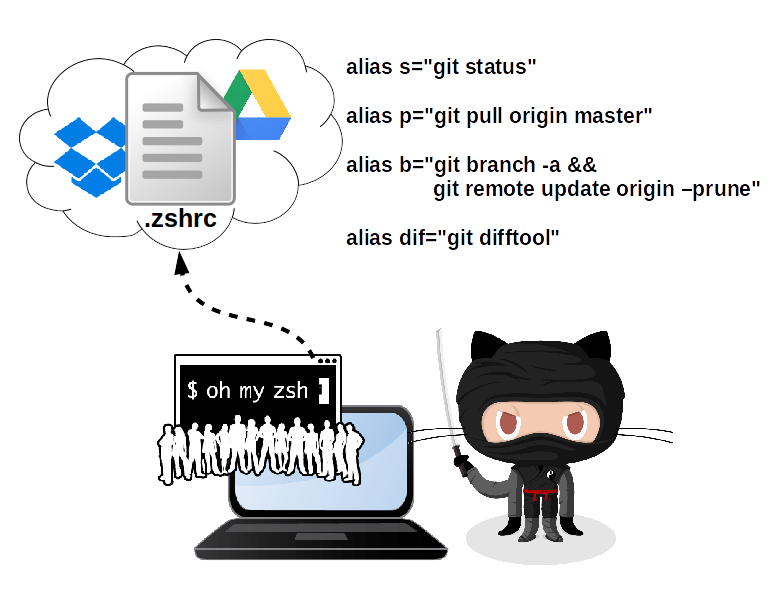 alias s="git status"
alias p="git pull origin master"
alias b="git branch -a &&
git remote update origin –prune"
alias dif="git difftool"
.zshrc
$ oh my zsh